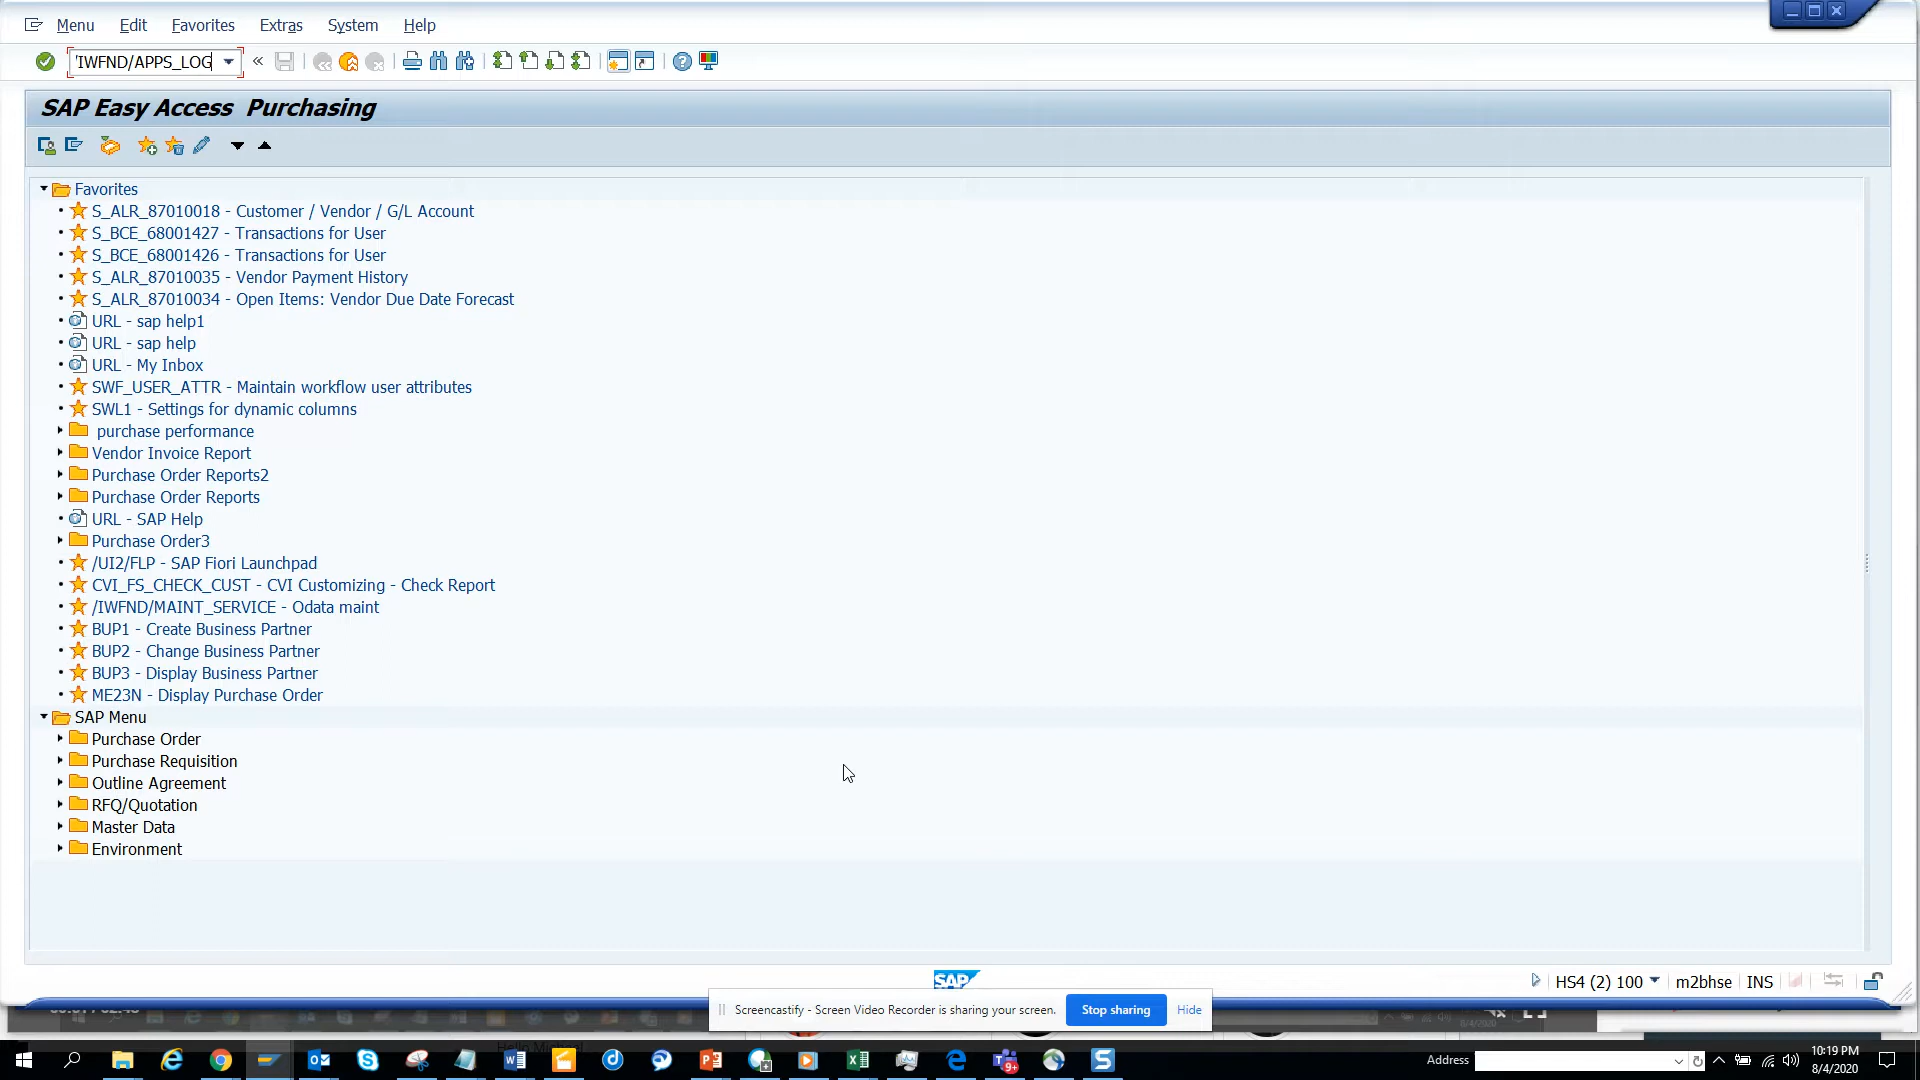 Menu Edit Favorites Extras System Help
'IWFND/APPS_LOG
SAP Easy Access Purchasing
Favorites
S_ALR_87010018 - Customer / Vendor / G/L Account
S_BCE_68001427 - Transactions for User
S_BCE_68001426 - Transactions for User
S_ALR_87010035 - Vendor Payment History
S_ALR_87010034 - Open Items: Vendor Due Date Forecast
URL - sap help1
URL - sap help
URL - My Inbox
SWF_USER_ATTR - Maintain workflow user attributes
SWL1 - Settings for dynamic columns
purchase performance
Vendor Invoice Report
Purchase Order Reports2
Purchase Order Reports
URL - SAP Help
Purchase Order3
/UI2/FLP - SAP Fiori Launchpad
CVI_FS_CHECK_CUST - CVI Customizing - Check Report
/IWFND/MAINT_SERVICE - Odata maint
BUP1 - Create Business Partner
BUP2 - Change Business Partner
BUP3 - Display Business Partner
ME23N - Display Purchase Order
SAP Menu
Purchase Order
Purchase Requisition
Outline Agreement
RFQ/Quotation
Master Data
Environment
SAP
HS4 (2) 100 m2bhse INS
Screencastify - Screen Video Recorder is sharing your screen. Stop sharing Hide
8/4/2020
Address
10:19 PM
8/4/2020